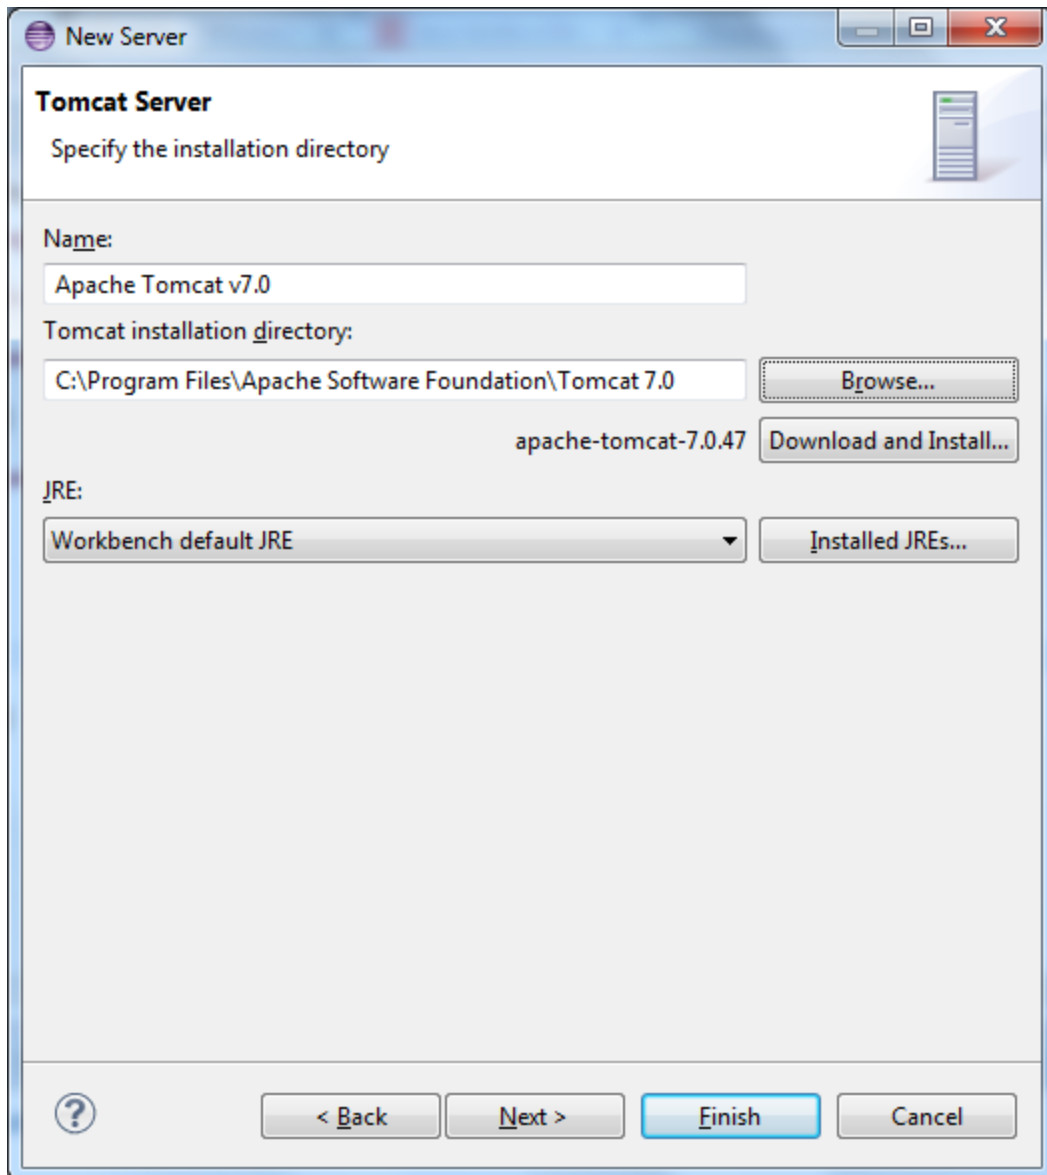 New Server
Tomcat Server
Specify the installation directory
Name:
Apache Tomcat v7.0
Tomcat installation directory:
C:\Program Files\Apache Software Foundation\Tomcat 7.0
Browse...
apache-tomcat-7.0.47
Download and Install...
JRE:
Workbench default JRE
Installed JREs...
?
< Back
Next >
Finish
Cancel